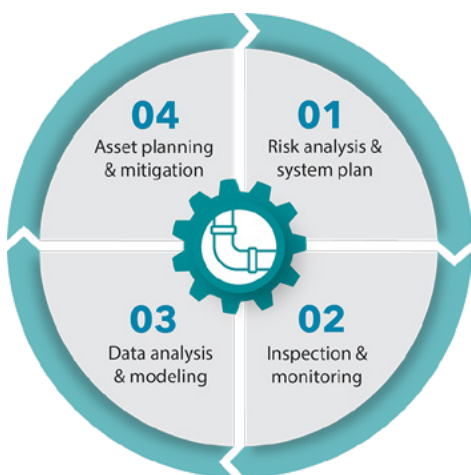 01
Risk analysis &
system plan
02
Inspection &
monitoring
03
Data analysis
& modeling
04
Asset planning
& mitigation